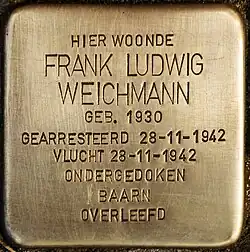 HIER WOONDE
FRANK LUDWIG
WEICHMANN
GEB. 1930
GEARRESTEERD 28-11-1942
VLUCHT 28-11-1942
ONDERGEDOKEN
BAARN
OVERLEEFD